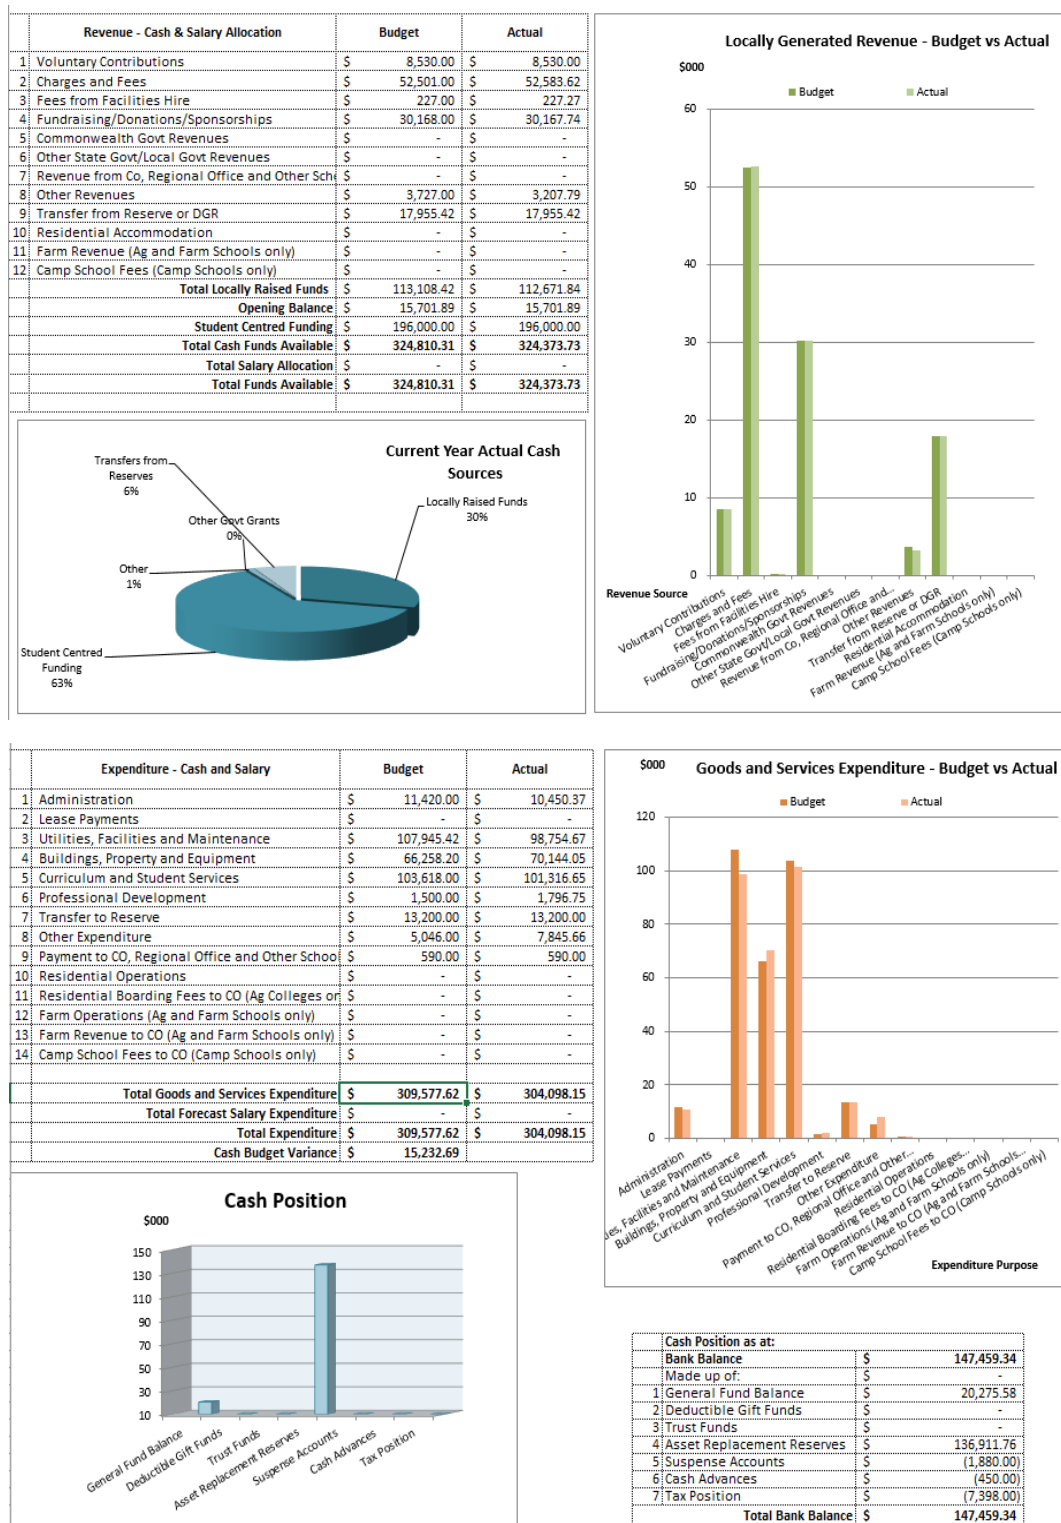 Revenue - Cash & Salary Allocation Budget Actual
1 Voluntary Contributions $ 8,530.00 $ 8,530.00
2 Charges and Fees $ 52,501.00 $ 52,583.62
3 Fees from Facilities Hire $ 227.00 $ 227.27
4 Fundraising/Donations/Sponsorships $ 30,168.00 $ 30,167.74
5 Commonwealth Govt Revenues $ - $ -
6 Other State Govt/Local Govt Revenues $ - $ -
7 Revenue from Co, Regional Office and Other Sch $ - $ -
8 Other Revenues $ 3,727.00 $ 3,207.79
9 Transfer from Reserve or DGR $ 17,955.42 $ 17,955.42
10 Residential Accommodation $ - $ -
11 Farm Revenue (Ag and Farm Schools only) $ - $ -
12 Camp School Fees (Camp Schools only) $ - $ -
Total Locally Raised Funds $ 113,108.42 $ 112,671.84
Opening Balance $ 15,701.89 $ 15,701.89
Student Centred Funding $ 196,000.00 $ 196,000.00
Total Cash Funds Available $ 324,810.31 $ 324,373.73
Total Salary Allocation $ - $ -
Total Funds Available $ 324,810.31 $ 324,373.73
Locally Generated Revenue - Budget vs Actual
$000
Budget Actual
60
50
40
30
20
10
0
Revenue Source
Voluntary Contributions
Charges and Fees
Fees from Facilities Hire
Fundraising/Donations/Sponsorships
Commonwealth Govt Revenues
Other State Govt/Local Govt Revenues
Revenue from Co, Regional Office and...
Other Revenues
Transfer from Reserve or DGR
Residential Accommodation
Farm Revenue (Ag and Farm Schools only)
Camp School Fees (Camp Schools only)
Current Year Actual Cash
Sources
Transfers from
Reserves
6%
Other Govt Grants
0%
Other
1%
Locally Raised Funds
30%
Student Centred
Funding
63%
Expenditure - Cash and Salary Budget Actual
1 Administration $ 11,420.00 $ 10,450.37
2 Lease Payments $ - $ -
3 Utilities, Facilities and Maintenance $ 107,945.42 $ 98,754.67
4 Buildings, Property and Equipment $ 66,258.20 $ 70,144.05
5 Curriculum and Student Services $ 103,618.00 $ 101,316.65
6 Professional Development $ 1,500.00 $ 1,796.75
7 Transfer to Reserve $ 13,200.00 $ 13,200.00
8 Other Expenditure $ 5,046.00 $ 7,845.66
9 Payment to CO, Regional Office and Other School $ 590.00 $ 590.00
10 Residential Operations $ - $ -
11 Residential Boarding Fees to CO (Ag Colleges or $ - $ -
12 Farm Operations (Ag and Farm Schools only) $ - $ -
13 Farm Revenue to CO (Ag and Farm Schools only) $ - $ -
14 Camp School Fees to CO (Camp Schools only) $ - $ -
Total Goods and Services Expenditure $ 309,577.62 $ 304,098.15
Total Forecast Salary Expenditure $ - $ -
Total Expenditure $ 309,577.62 $ 304,098.15
Cash Budget Variance $ 15,232.69
$000 Goods and Services Expenditure - Budget vs Actual
Budget Actual
120
100
80
60
40
20
0
Administration
Lease Payments
ies, Facilities and Maintenance
Buildings, Property and Equipment
Curriculum and Student Services
Professional Development
Transfer to Reserve
Other Expenditure
Payment to CO, Regional Office and Other...
Residential Operations
Residential Boarding Fees to CO (Ag Colleges...
Farm Operations (Ag and Farm Schools only)
Farm Revenue to CO (Ag and Farm Schools...
Camp School Fees to CO (Camp Schools only)
Expenditure Purpose
Cash Position
$000
150
130
110
90
70
50
30
10
General Fund Balance
Deductible Gift Funds
Trust Funds
Asset Replacement Reserves
Suspense Accounts
Cash Advances
Tax Position
Cash Position as at:
Bank Balance $ 147,459.34
Made up of: $ -
1 General Fund Balance $ 20,275.58
2 Deductible Gift Funds $ -
3 Trust Funds $ -
4 Asset Replacement Reserves $ 136,911.76
5 Suspense Accounts $ (1,880.00)
6 Cash Advances $ (450.00)
7 Tax Position $ (7,398.00)
Total Bank Balance $ 147,459.34